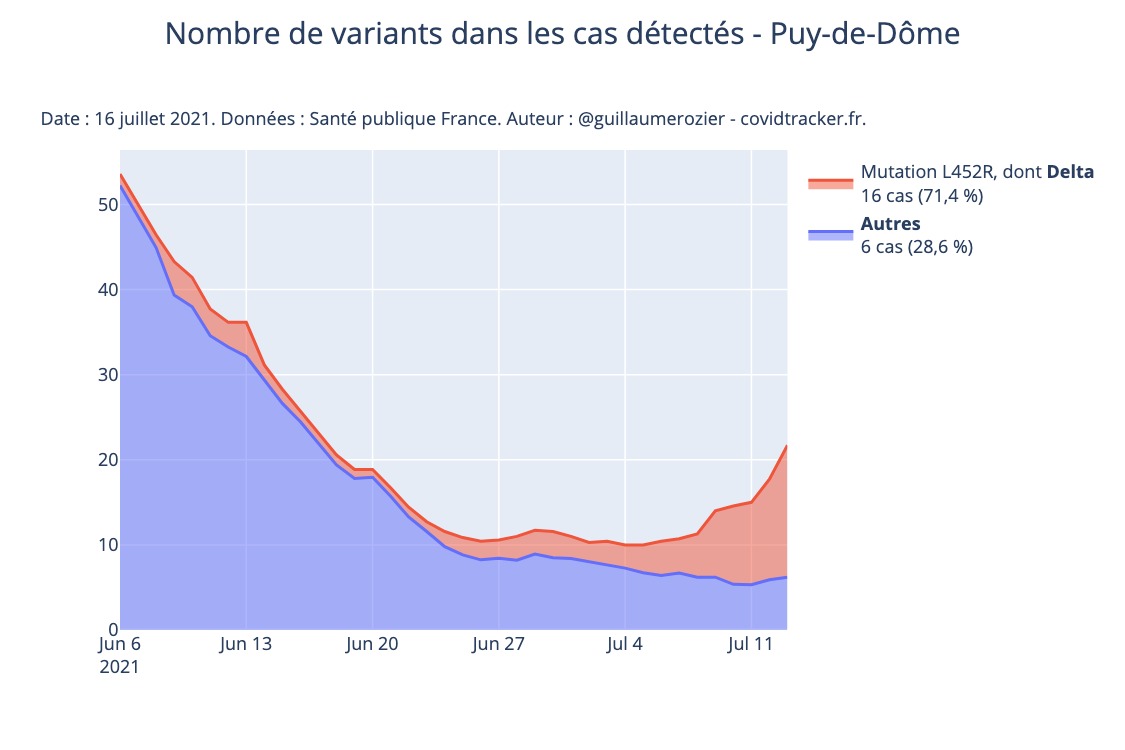 Nombre de variants dans les cas détectés - Puy-de-Dôme
Date : 16 juillet 2021. Données : Santé publique France. Auteur : @guillaumerozier - covidtracker.fr.
Mutation L452R, dont Delta
16 cas (71,4 %)
Autres
6 cas (28,6 %)
50
40
30
20
10
0
Jun 6
2021
Jun 13
Jun 20
Jun 27
Jul 4
Jul 11